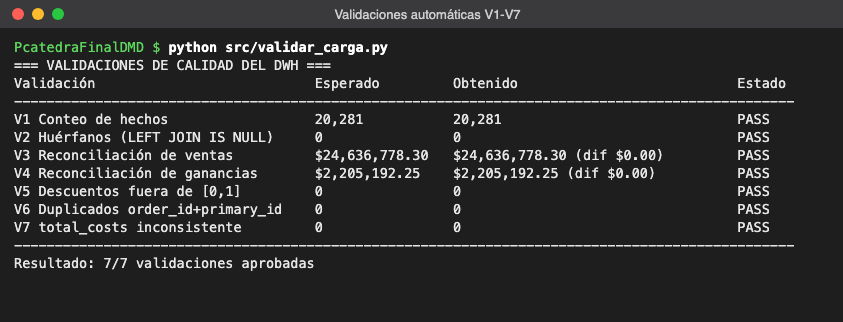 Validaciones automáticas V1-V7
PcatedraFinalDMD $ python src/validar_carga.py
=== VALIDACIONES DE CALIDAD DEL DWH ===
Validación Esperado Obtenido Estado
V1 Conteo de hechos 20,281 20,281 PASS
V2 Huérfanos (LEFT JOIN IS NULL) 0 0 PASS
V3 Reconciliación de ventas $24,636,778.30 $24,636,778.30 (dif $0.00) PASS
V4 Reconciliación de ganancias $2,205,192.25 $2,205,192.25 (dif $0.00) PASS
V5 Descuentos fuera de [0,1] 0 0 PASS
V6 Duplicados order_id+primary_id 0 0 PASS
V7 total_costs inconsistente 0 0 PASS
Resultado: 7/7 validaciones aprobadas